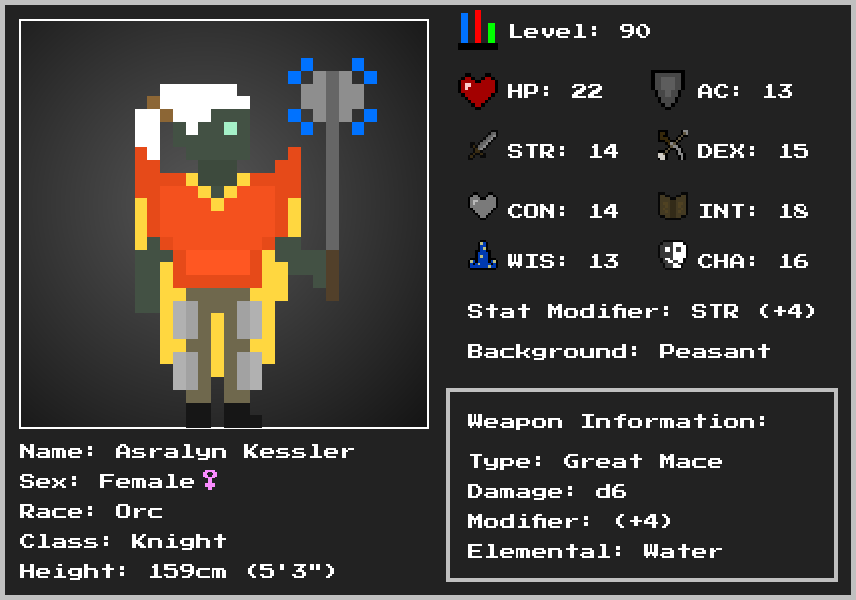 Level: 90
HP: 22
AC: 13
STR: 14
DEX: 15
CON: 14
INT: 18
WIS: 13
CHA: 16
Stat Modifier: STR (+4)
Background: Peasant
Weapon Information:
Type: Great Mace
Damage: d6
Modifier: (+4)
Elemental: Water
Name: Asralyn Kessler
Sex: Female♀
Race: Orc
Class: Knight
Height: 159cm (5'3")